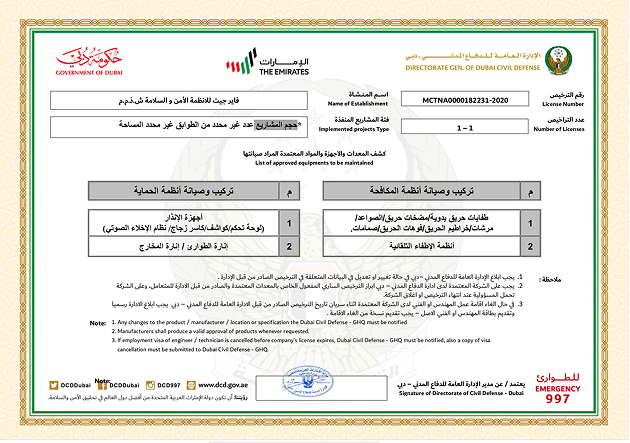 حكومة دبي
GOVERNMENT OF DUBAI
الإمارات
THE EMIRATES
الإدارة العامة للدفاع المدني - دبي
DIRECTORATE GEN. OF DUBAI CIVIL DEFENSE
رقم الترخيص
License Number
MCTNA0000182231-2020
اسم المنشاة
Name of Establishment
فاير جيت للانظمة الأمن و السلامة ش.ذ.م.م
عدد التراخيص
Number of Licenses
1 – 1
فئة المشاريع المنفذة
Implemented projects Type
*حجم المشاريع عدد غير محدد من الطوابق غير محدد المساحة
كشف المعدات والأجهزة والمواد المعتمدة المراد صيانتها
List of approved equipments to be maintained
م تركيب وصيانة أنظمة المكافحة
1 طفايات حريق يدوية/مضخات حريق/الصواعد/
مرشات/خراطيم الحريق/فوهات الحريق/صمامات.
2 أنظمة الإطفاء التلقائية
م تركيب وصيانة أنظمة الحماية
1 أجهزة الإنذار
(لوحة تحكم/كواشف/كاسر زجاج/ نظام الإخلاء الصوتي)
2 إنارة الطوارئ / إنارة المخارج
ملاحظة :
1. يجب ابلاغ الإدارة العامة للدفاع المدني – دبي في حالة تغيير او تعديل في البيانات المتعلقة في الترخيص الصادر من قبل الإدارة .
2. يجب على الشركة المعتمدة لدى ادارة الدفاع المدني – دبي ابراز الترخيص الساري المفعول الخاص بالمعدات المعتمدة والصادر من قبل الادارة للمتعامل، وعلى الشركة
تحمل المسؤولية عند انتهاء الترخيص او اغلاق الشركة.
3. في حال الغاء اقامة عمل المهندس او الفني لدى الشركة المعتمدة اثناء سريان تاريخ الترخيص الصادر من قبل الادارة العامة للدفاع المدني – دبي يجب ابلاغ الادارة رسميا
وتقديم بطاقة المهندس او الفني الاصل – يجب تقديم نسخة من الغاء الاقامة.
Note: 1. Any changes to the product / manufacturer / location or specification the Dubai Civil Defense - GHQ must be notified
2. Manufacturers shall produce a valid approval of products whenever requested.
3. If employment visa of engineer / technician is cancelled before company's license expires, Dubai Civil Defense - GHQ must be notified, also a copy of visa
cancellation must be submitted to Dubai Civil Defense - GHQ.
Note:
DCDDubai DCDDubai DCD997 www.dcd.gov.ae
رؤيتنا: أن تكون دولة الإمارات العربية المتحدة من أفضل دول العالم في تحقيق الأمن والسلامة.
يعتمد / عن مدير الإدارة العامة للدفاع المدني – دبي
Signature of Directorate of Civil Defense - Dubai
للطوارئ
EMERGENCY
997